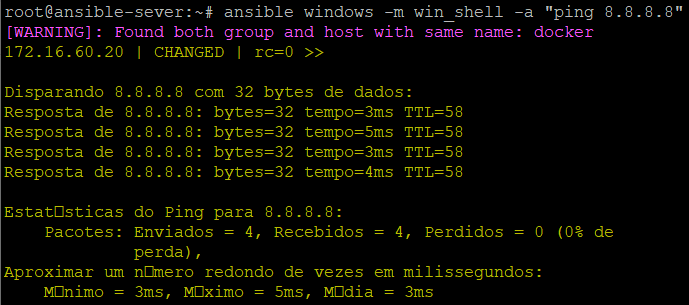 root@ansible-sever:~# ansible windows -m win_shell -a "ping 8.8.8.8"
[WARNING]: Found both group and host with same name: docker
172.16.60.20 | CHANGED | rc=0 >>
Disparando 8.8.8.8 com 32 bytes de dados:
Resposta de 8.8.8.8: bytes=32 tempo=3ms TTL=58
Resposta de 8.8.8.8: bytes=32 tempo=5ms TTL=58
Resposta de 8.8.8.8: bytes=32 tempo=3ms TTL=58
Resposta de 8.8.8.8: bytes=32 tempo=4ms TTL=58
Estat□sticas do Ping para 8.8.8.8:
Pacotes: Enviados = 4, Recebidos = 4, Perdidos = 0 (0% de
perda),
Aproximar um n□mero redondo de vezes em milissegundos:
M□nimo = 3ms, M□ximo = 5ms, M□dia = 3ms